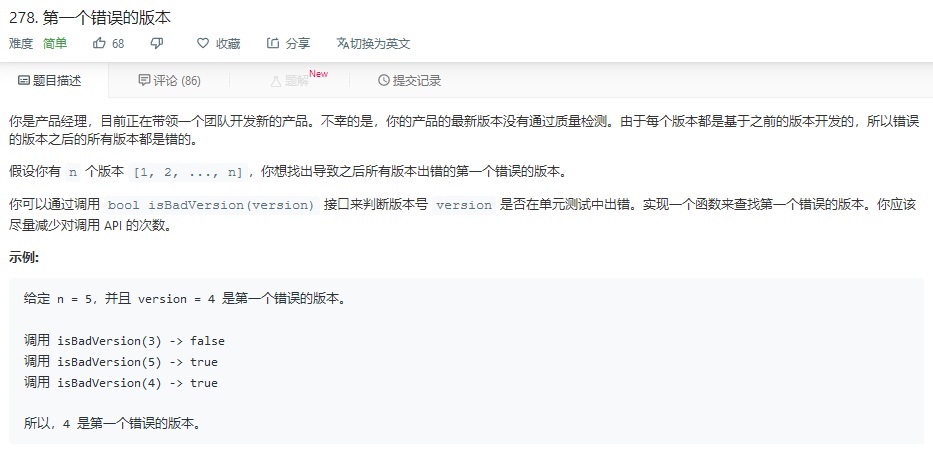 278. 第一个错误的版本
难度 简单 68 收藏 分享 切换为英文
题目描述 评论 (86) 题解 New 提交记录
你是产品经理，目前正在带领一个团队开发新的产品。不幸的是，你的产品的最新版本没有通过质量检测。由于每个版本都是基于之前的版本开发的，所以错误
的版本之后的所有版本都是错的。
假设你有 n 个版本 [1, 2, ..., n]，你想找出导致之后所有版本出错的第一个错误的版本。
你可以通过调用 bool isBadVersion(version) 接口来判断版本号 version 是否在单元测试中出错。实现一个函数来查找第一个错误的版本。你应该
尽量减少对调用 API 的次数。
示例:
给定 n = 5，并且 version = 4 是第一个错误的版本。
调用 isBadVersion(3) -> false
调用 isBadVersion(5) -> true
调用 isBadVersion(4) -> true
所以，4 是第一个错误的版本。